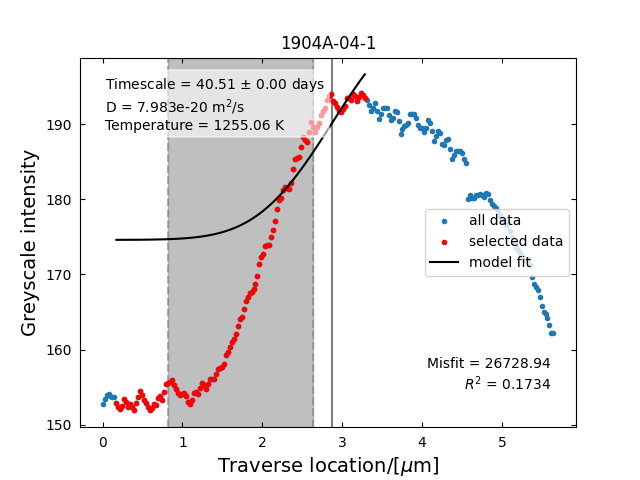 1904A-04-1
Timescale = 40.51 ± 0.00 days
D = 7.983e-20 m²/s
Temperature = 1255.06 K
Greyscale intensity
190
180
170
160
150
all data
selected data
model fit
Misfit = 26728.94
R² = 0.1734
0 1 2 3 4 5
Traverse location/[μm]